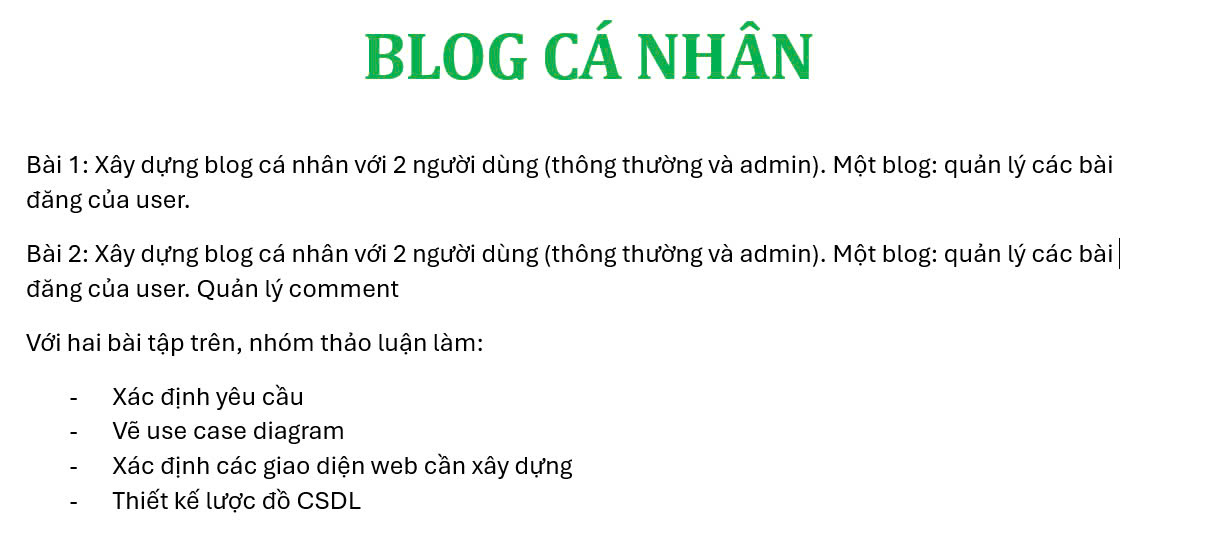 BLOG CÁ NHÂN
Bài 1: Xây dựng blog cá nhân với 2 người dùng (thông thường và admin). Một blog: quản lý các bài
đăng của user.
Bài 2: Xây dựng blog cá nhân với 2 người dùng (thông thường và admin). Một blog: quản lý các bài
đăng của user. Quản lý comment
Với hai bài tập trên, nhóm thảo luận làm:
- Xác định yêu cầu
- Vẽ use case diagram
- Xác định các giao diện web cần xây dựng
- Thiết kế lược đồ CSDL